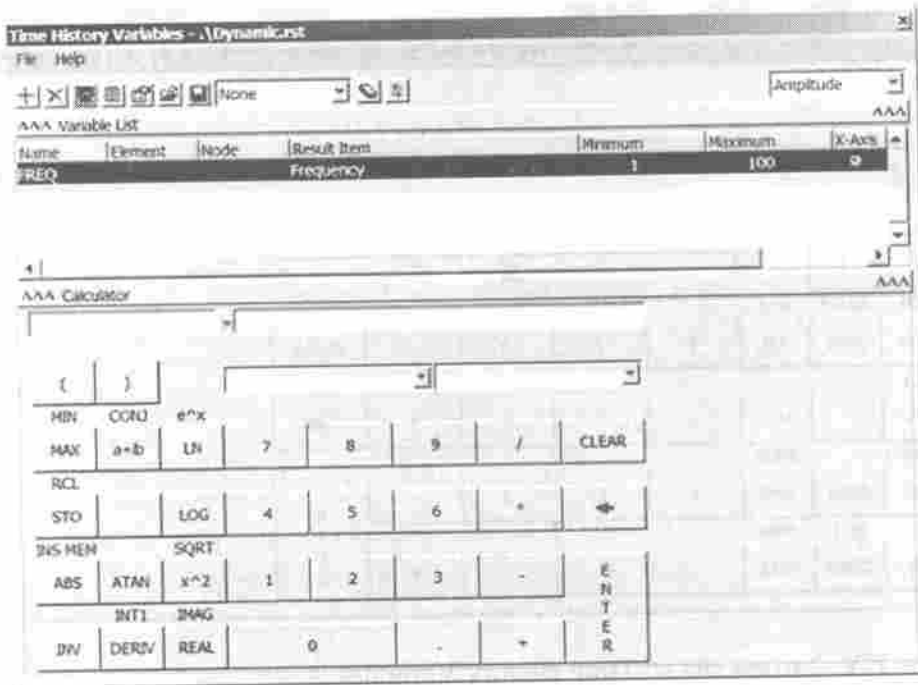 Time History Variables - .\Dynamic.rst
File Help
None Amplitude
Variable List
Name Element Node Result Item Minimum Maximum X-Axis
FREQ Frequency 1 100
Calculator
=
( )
MIN CONJ e^x
MAX a+ib LN 7 8 9 / CLEAR
RCL
STO LOG 4 5 6 *
INS MEM SQRT
ABS ATAN x^2 1 2 3 - ENTER
INT1 IMAG
INV DERIV REAL 0 . +